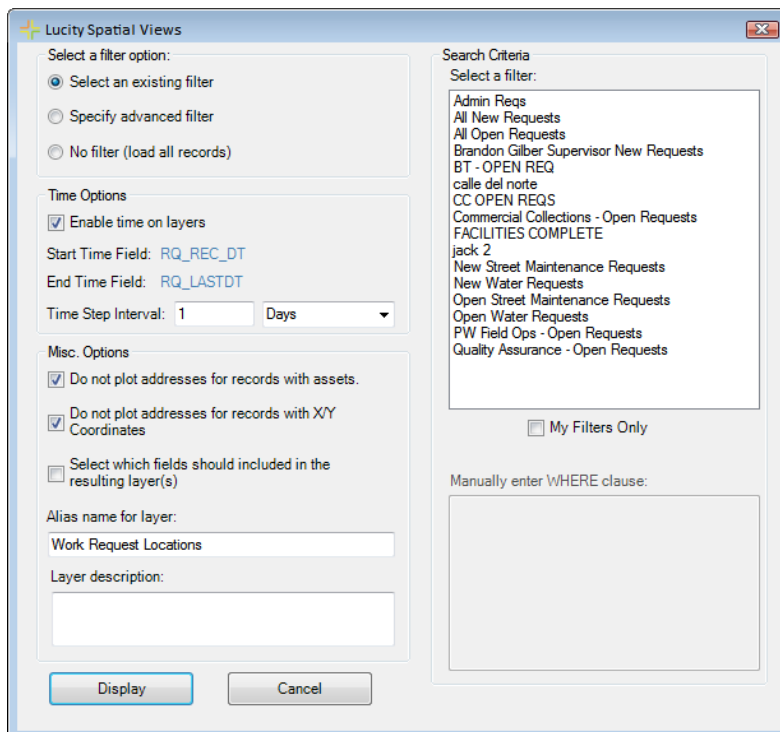 Lucity Spatial Views
Select a filter option:
Select an existing filter
Specify advanced filter
No filter (load all records)
Time Options
Enable time on layers
Start Time Field: RQ_REC_DT
End Time Field: RQ_LASTDT
Time Step Interval: 1 Days
Misc. Options
Do not plot addresses for records with assets.
Do not plot addresses for records with X/Y
Coordinates
Select which fields should included in the
resulting layer(s)
Alias name for layer:
Work Request Locations
Layer description:
Display
Cancel
Search Criteria
Select a filter:
Admin Reqs
All New Requests
All Open Requests
Brandon Gilber Supervisor New Requests
BT - OPEN REQ
calle del norte
CC OPEN REQS
Commercial Collections - Open Requests
FACILITIES COMPLETE
jack 2
New Street Maintenance Requests
New Water Requests
Open Street Maintenance Requests
Open Water Requests
PW Field Ops - Open Requests
Quality Assurance - Open Requests
My Filters Only
Manually enter WHERE clause: